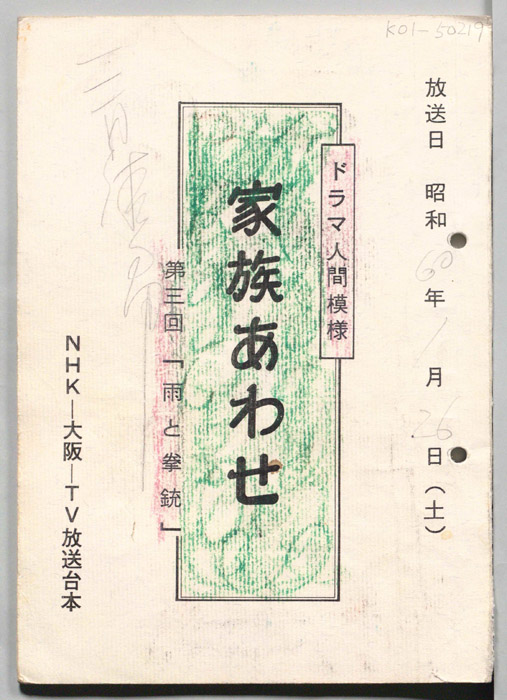 K01-50219
放送日 昭和60年1月26日(土)
ドラマ人間模様
家族あわせ
第三回「雨と拳銃」
NHK―大阪―TV放送台本